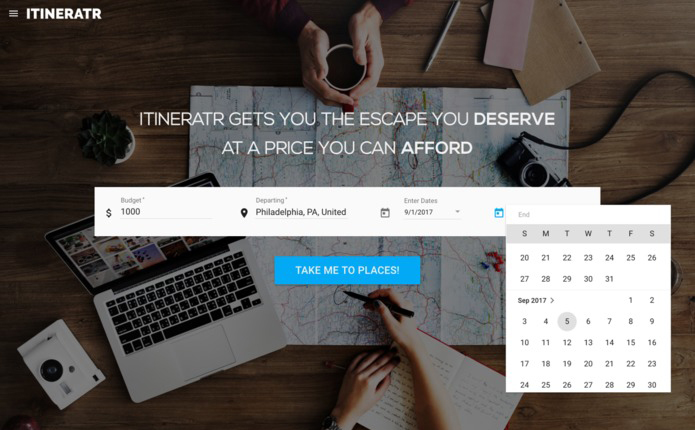 ITINERATR
ITINERATR GETS YOU THE ESCAPE YOU DESERVE
AT A PRICE YOU CAN AFFORD
Budget*
$ 1000
Departing*
Philadelphia, PA, United
Enter Dates
9/1/2017
End
S M T W T F S
20 21 22 23 24 25 26
27 28 29 30 31
Sep 2017 > 1 2
3 4 5 6 7 8 9
10 11 12 13 14 15 16
17 18 19 20 21 22 23
24 25 26 27 28 29 30
TAKE ME TO PLACES!